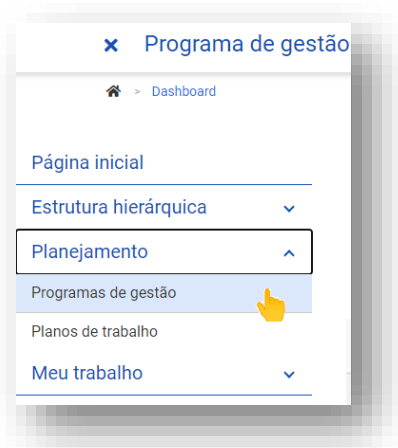 × Programa de gestão
> Dashboard
Página inicial
Estrutura hierárquica
Planejamento
Programas de gestão
Planos de trabalho
Meu trabalho